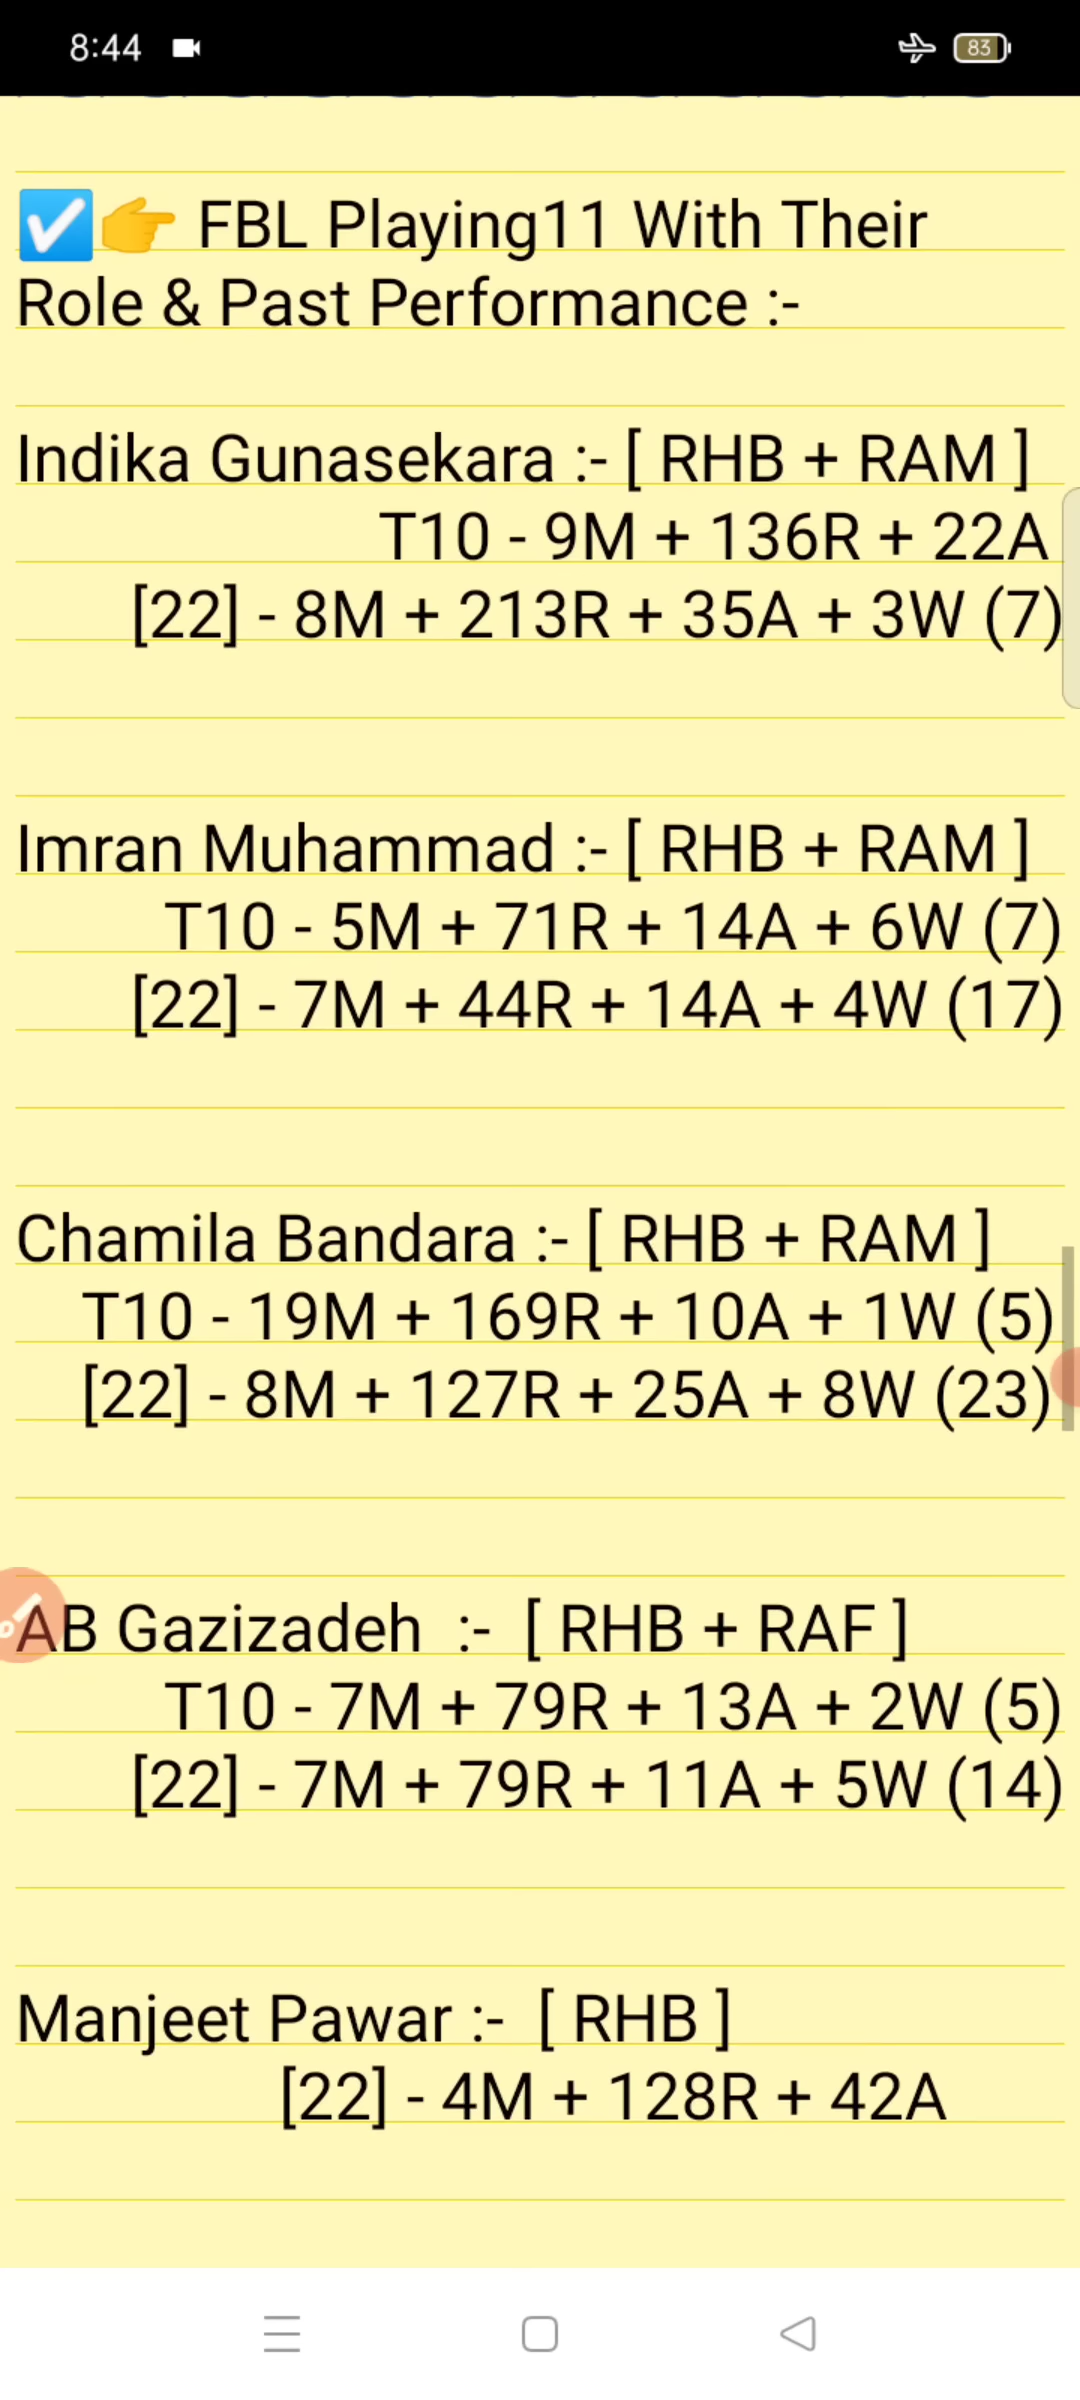 8:44
83
☑👉 FBL Playing11 With Their
Role & Past Performance :-
Indika Gunasekara :- [ RHB + RAM ]
T10 - 9M + 136R + 22A
[22] - 8M + 213R + 35A + 3W (7)
Imran Muhammad :- [ RHB + RAM ]
T10 - 5M + 71R + 14A + 6W (7)
[22] - 7M + 44R + 14A + 4W (17)
Chamila Bandara :- [ RHB + RAM ]
T10 - 19M + 169R + 10A + 1W (5)
[22] - 8M + 127R + 25A + 8W (23)
AB Gazizadeh :- [ RHB + RAF ]
T10 - 7M + 79R + 13A + 2W (5)
[22] - 7M + 79R + 11A + 5W (14)
Manjeet Pawar :- [ RHB ]
[22] - 4M + 128R + 42A